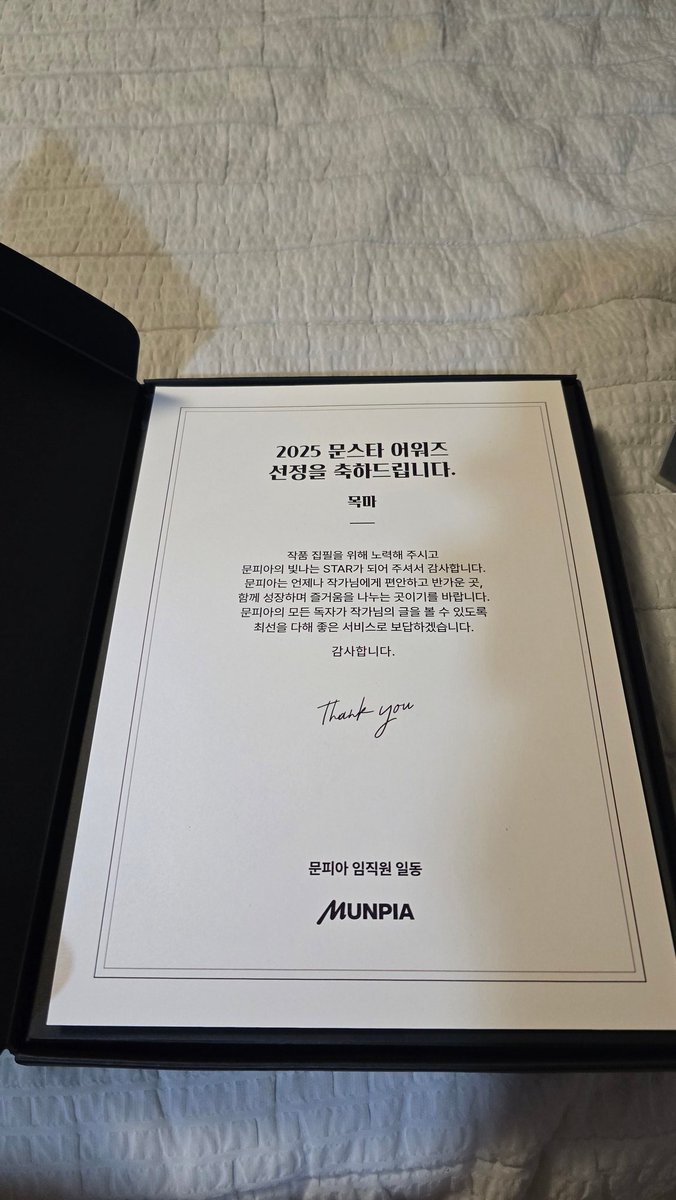 2025 문스타 어워즈
선정을 축하드립니다.
목마
작품 집필을 위해 노력해 주시고
문피아의 빛나는 STAR가 되어 주셔서 감사합니다.
문피아는 언제나 작가님에게 편안하고 반가운 곳,
함께 성장하며 즐거움을 나누는 곳이기를 바랍니다.
문피아의 모든 독자가 작가님의 글을 볼 수 있도록
최선을 다해 좋은 서비스로 보답하겠습니다.
감사합니다.
Thank you
문피아 임직원 일동
MUNPIA